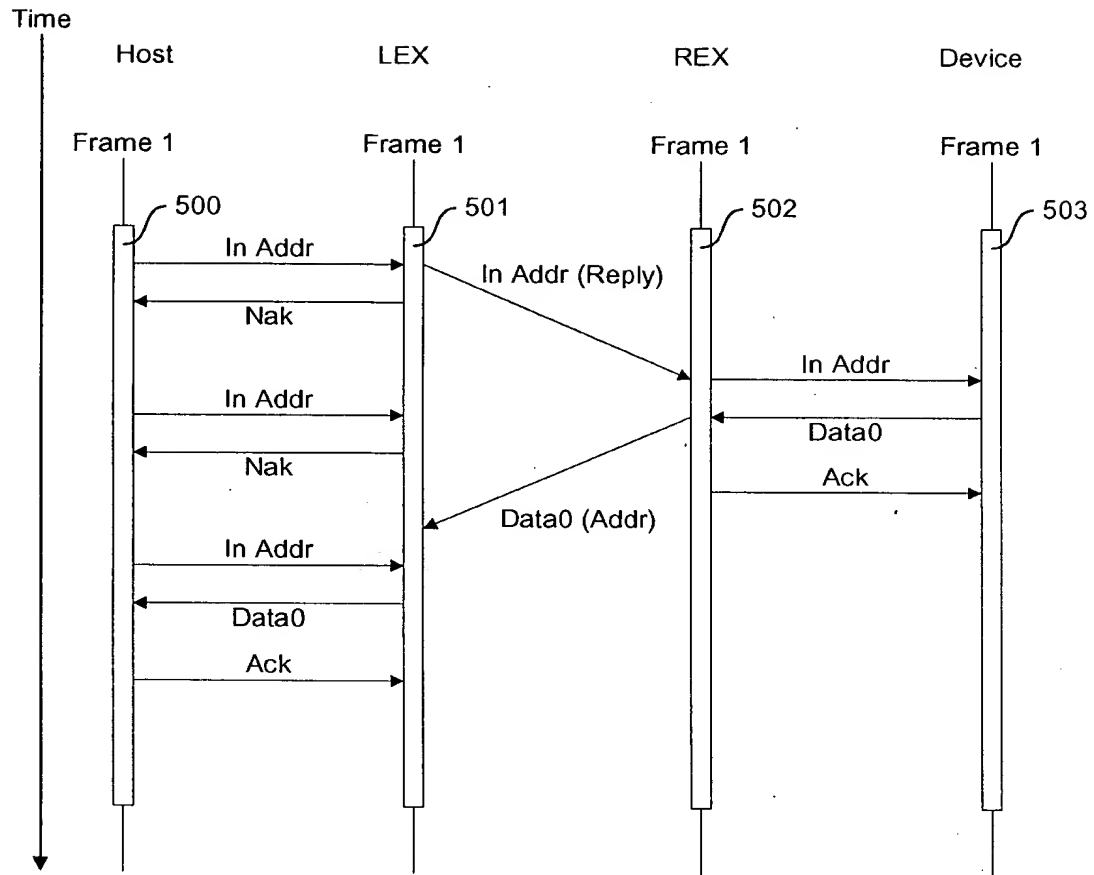 Time
Host LEX REX Device
Frame 1 Frame 1 Frame 1 Frame 1
500 501 502 503
In Addr
In Addr (Reply)
Nak
In Addr
In Addr
Data0
Nak
Ack
Data0 (Addr)
In Addr
Data0
Ack